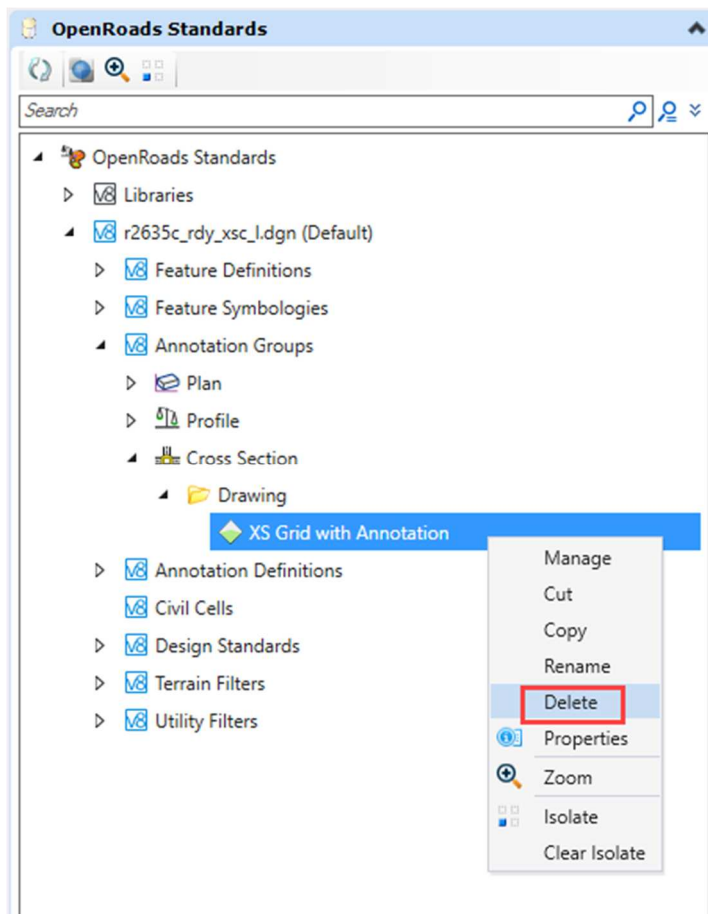 OpenRoads Standards
Search
OpenRoads Standards
Libraries
r2635c_rdy_xsc_l.dgn (Default)
Feature Definitions
Feature Symbologies
Annotation Groups
Plan
Profile
Cross Section
Drawing
XS Grid with Annotation
Annotation Definitions
Civil Cells
Design Standards
Terrain Filters
Utility Filters
Manage
Cut
Copy
Rename
Delete
Properties
Zoom
Isolate
Clear Isolate